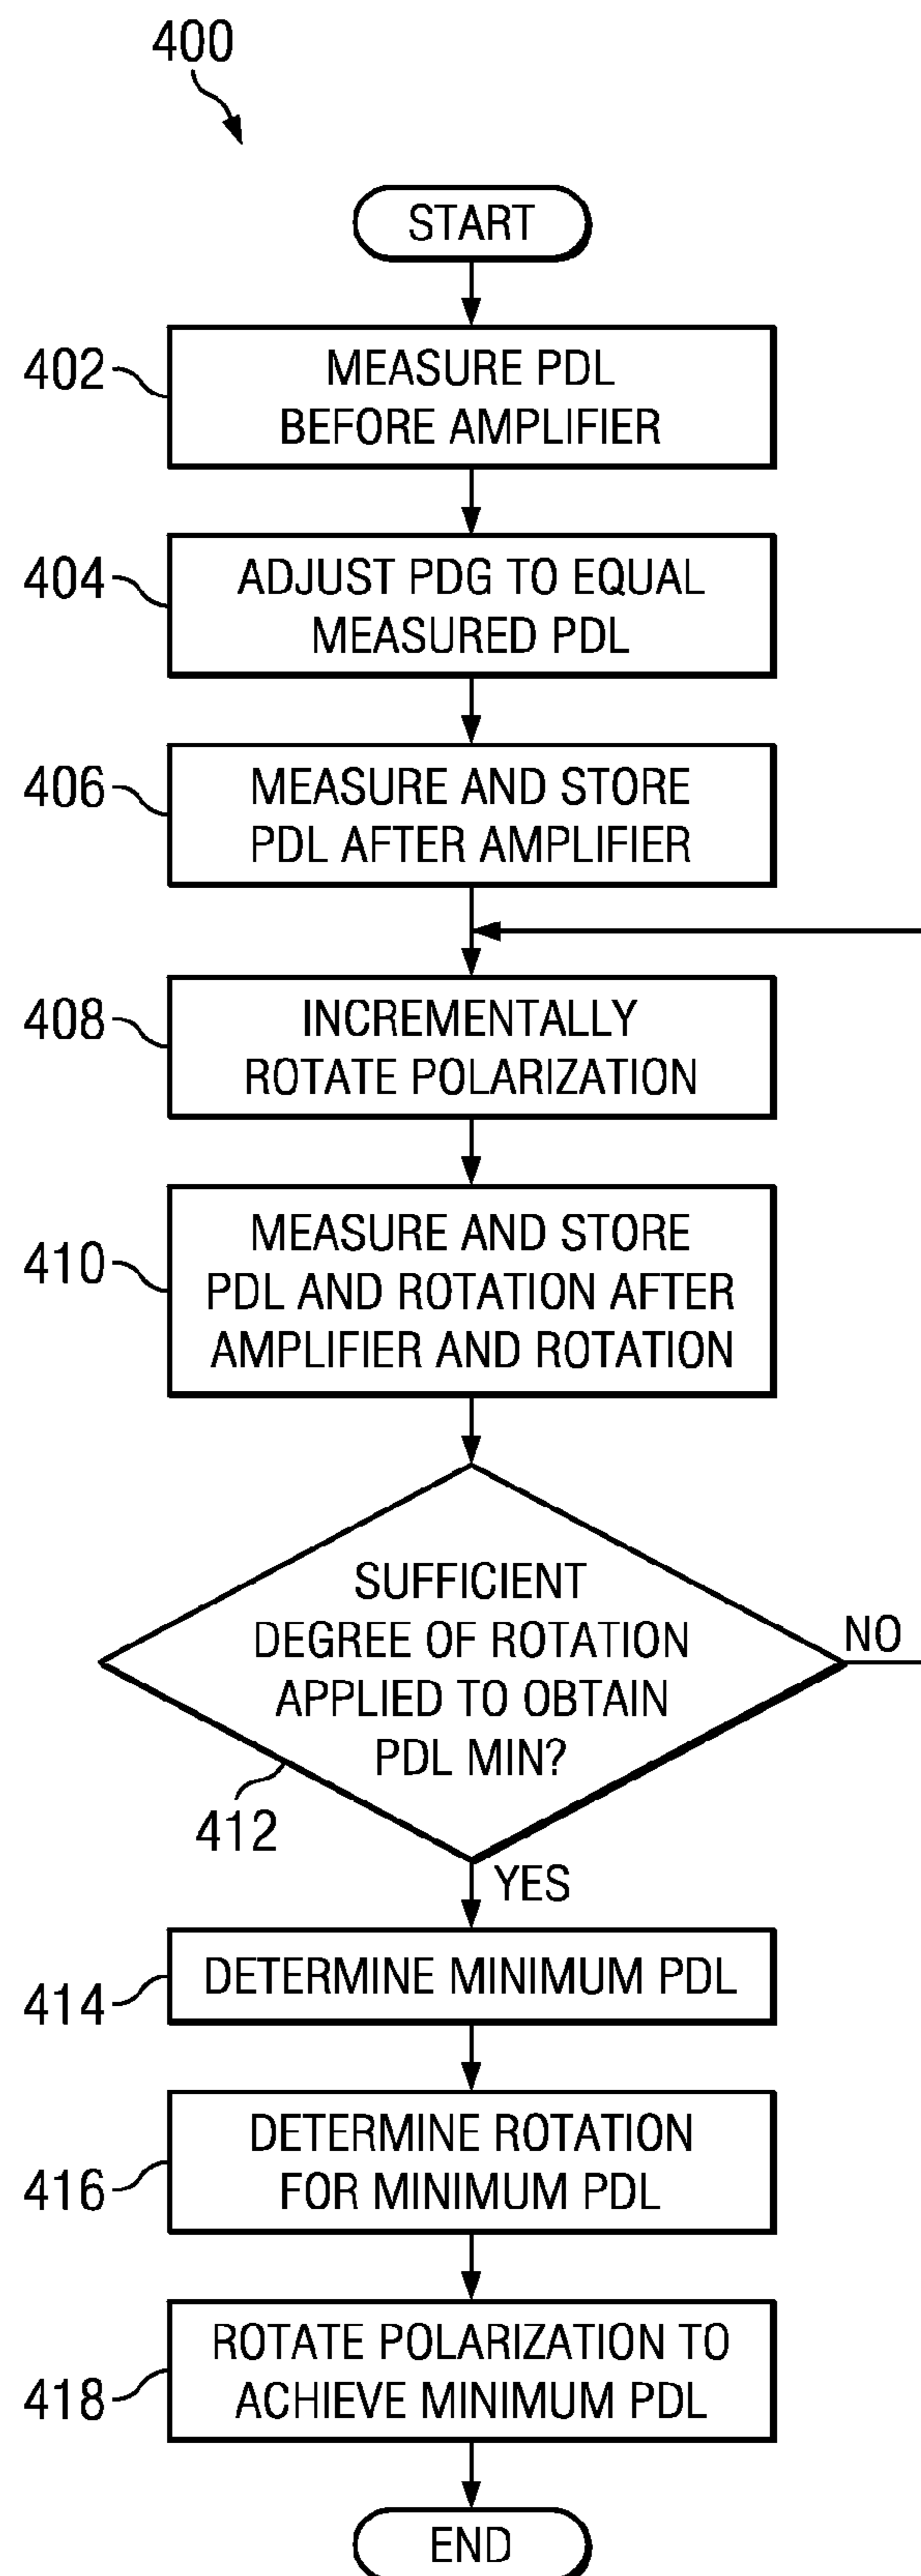 400
START
402
MEASURE PDL
BEFORE AMPLIFIER
404
ADJUST PDG TO EQUAL
MEASURED PDL
406
MEASURE AND STORE
PDL AFTER AMPLIFIER
408
INCREMENTALLY
ROTATE POLARIZATION
410
MEASURE AND STORE
PDL AND ROTATION AFTER
AMPLIFIER AND ROTATION
SUFFICIENT
DEGREE OF ROTATION
APPLIED TO OBTAIN
PDL MIN?
NO
412
YES
414
DETERMINE MINIMUM PDL
416
DETERMINE ROTATION
FOR MINIMUM PDL
418
ROTATE POLARIZATION TO
ACHIEVE MINIMUM PDL
END